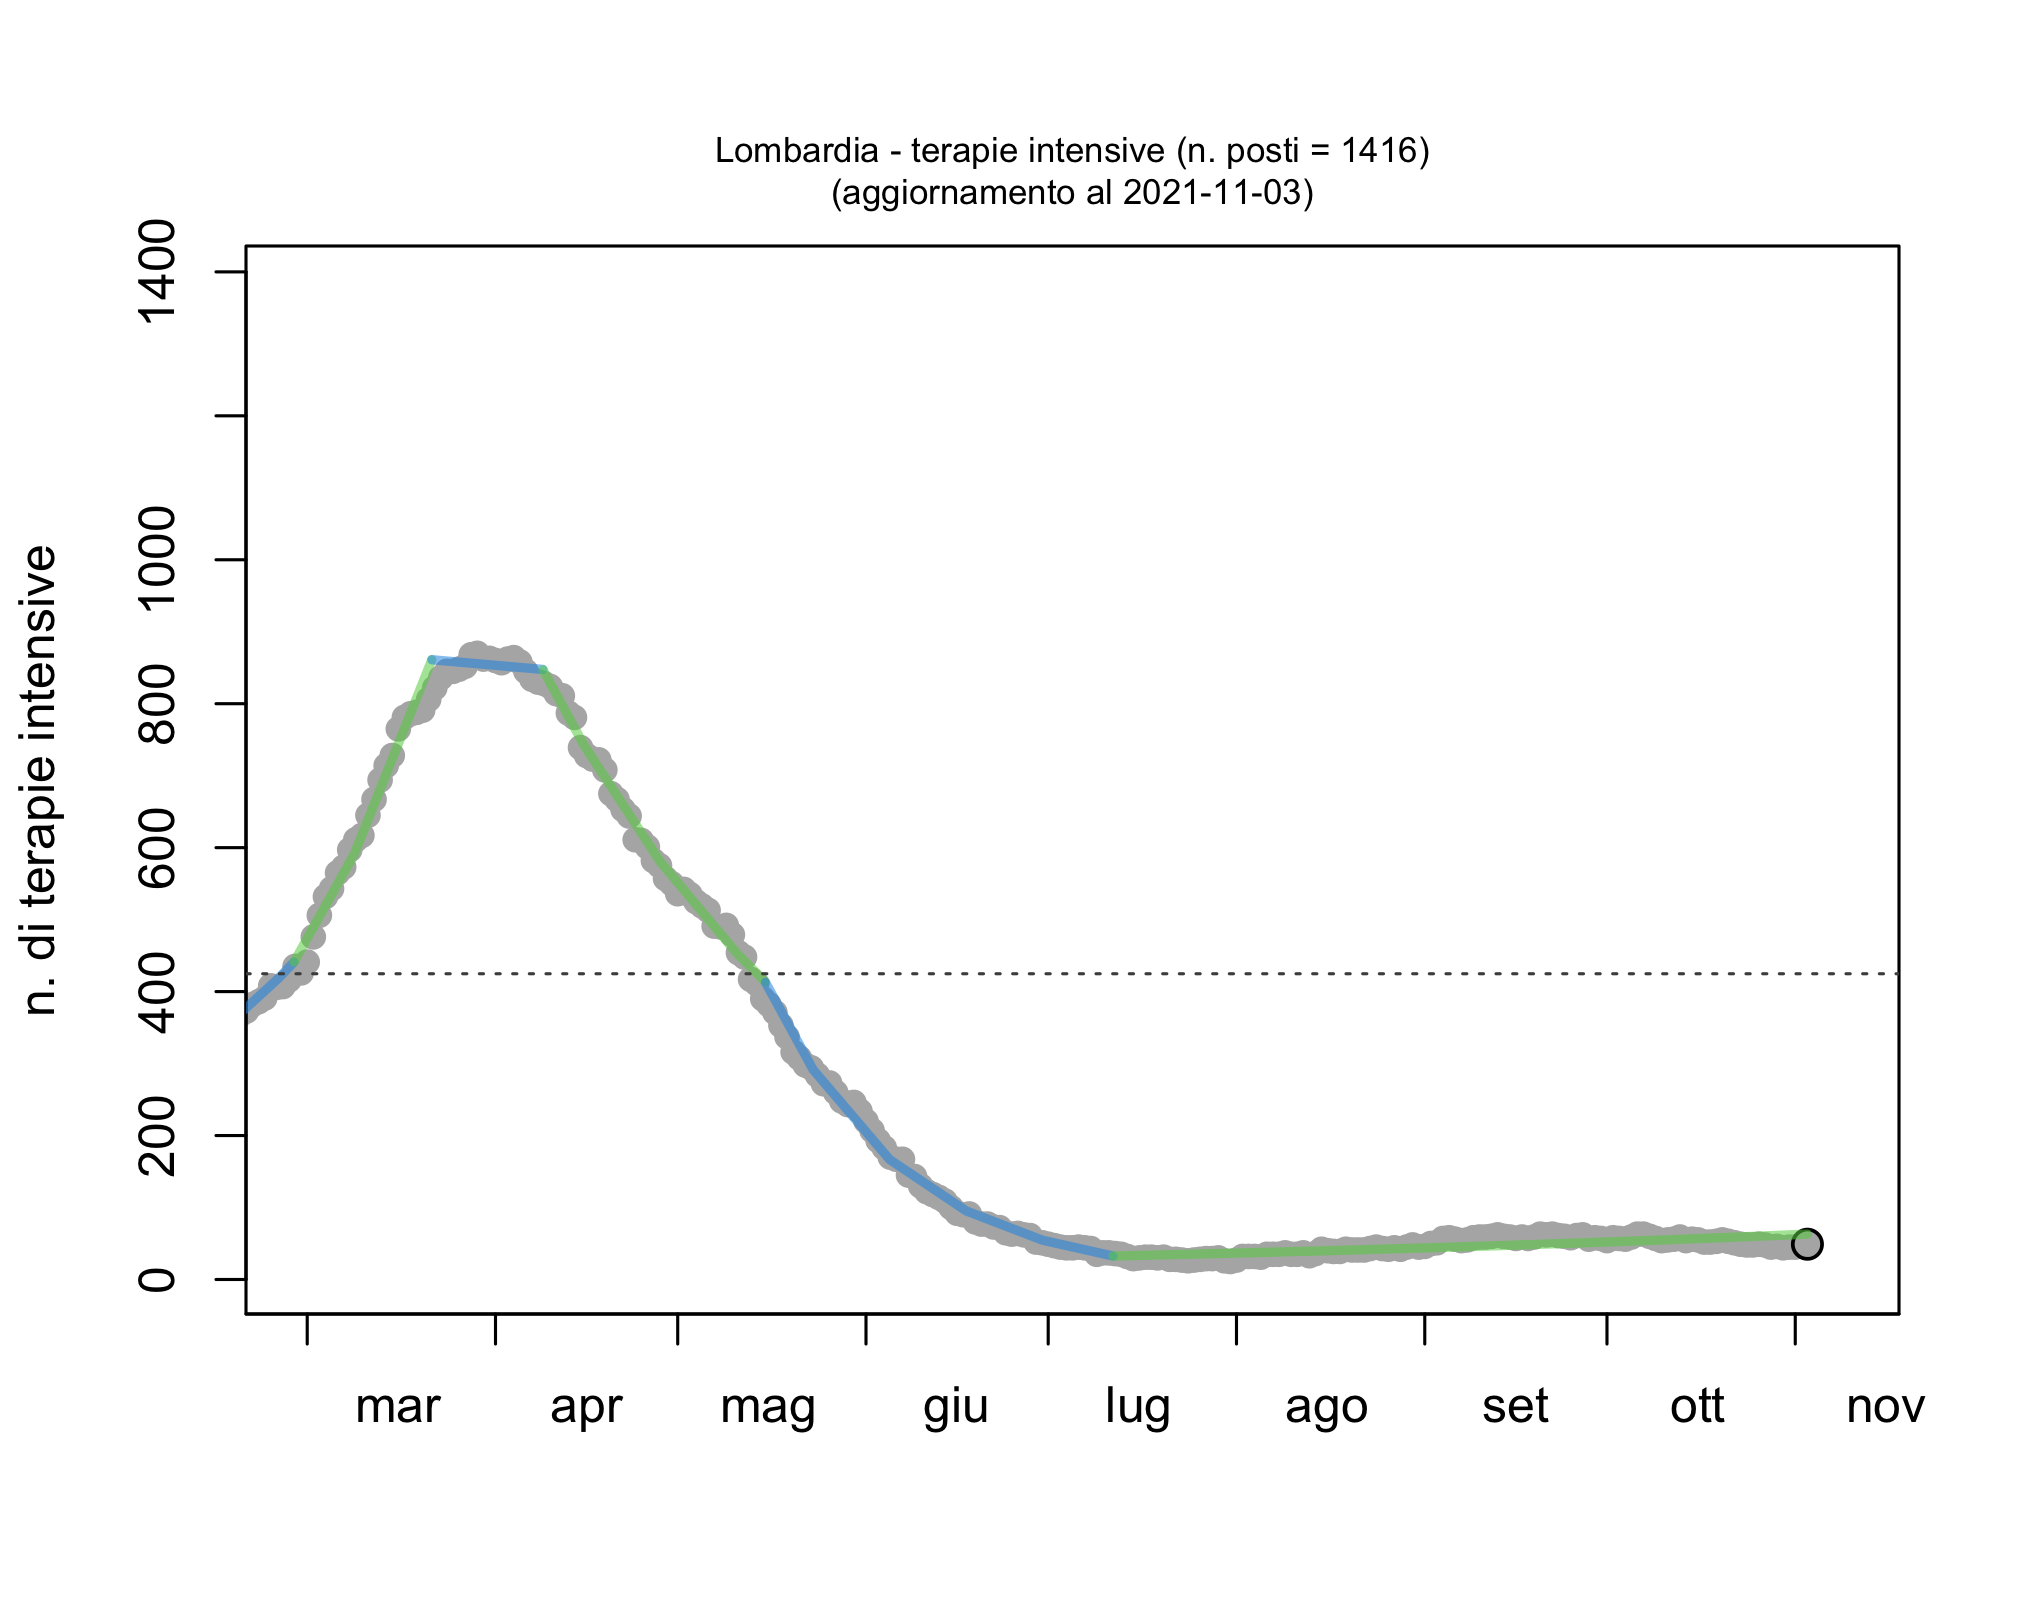 Lombardia - terapie intensive (n. posti = 1416)
(aggiornamento al 2021-11-03)
n. di terapie intensive
1400
1000
800
600
400
200
0
mar apr mag giu lug ago set ott nov